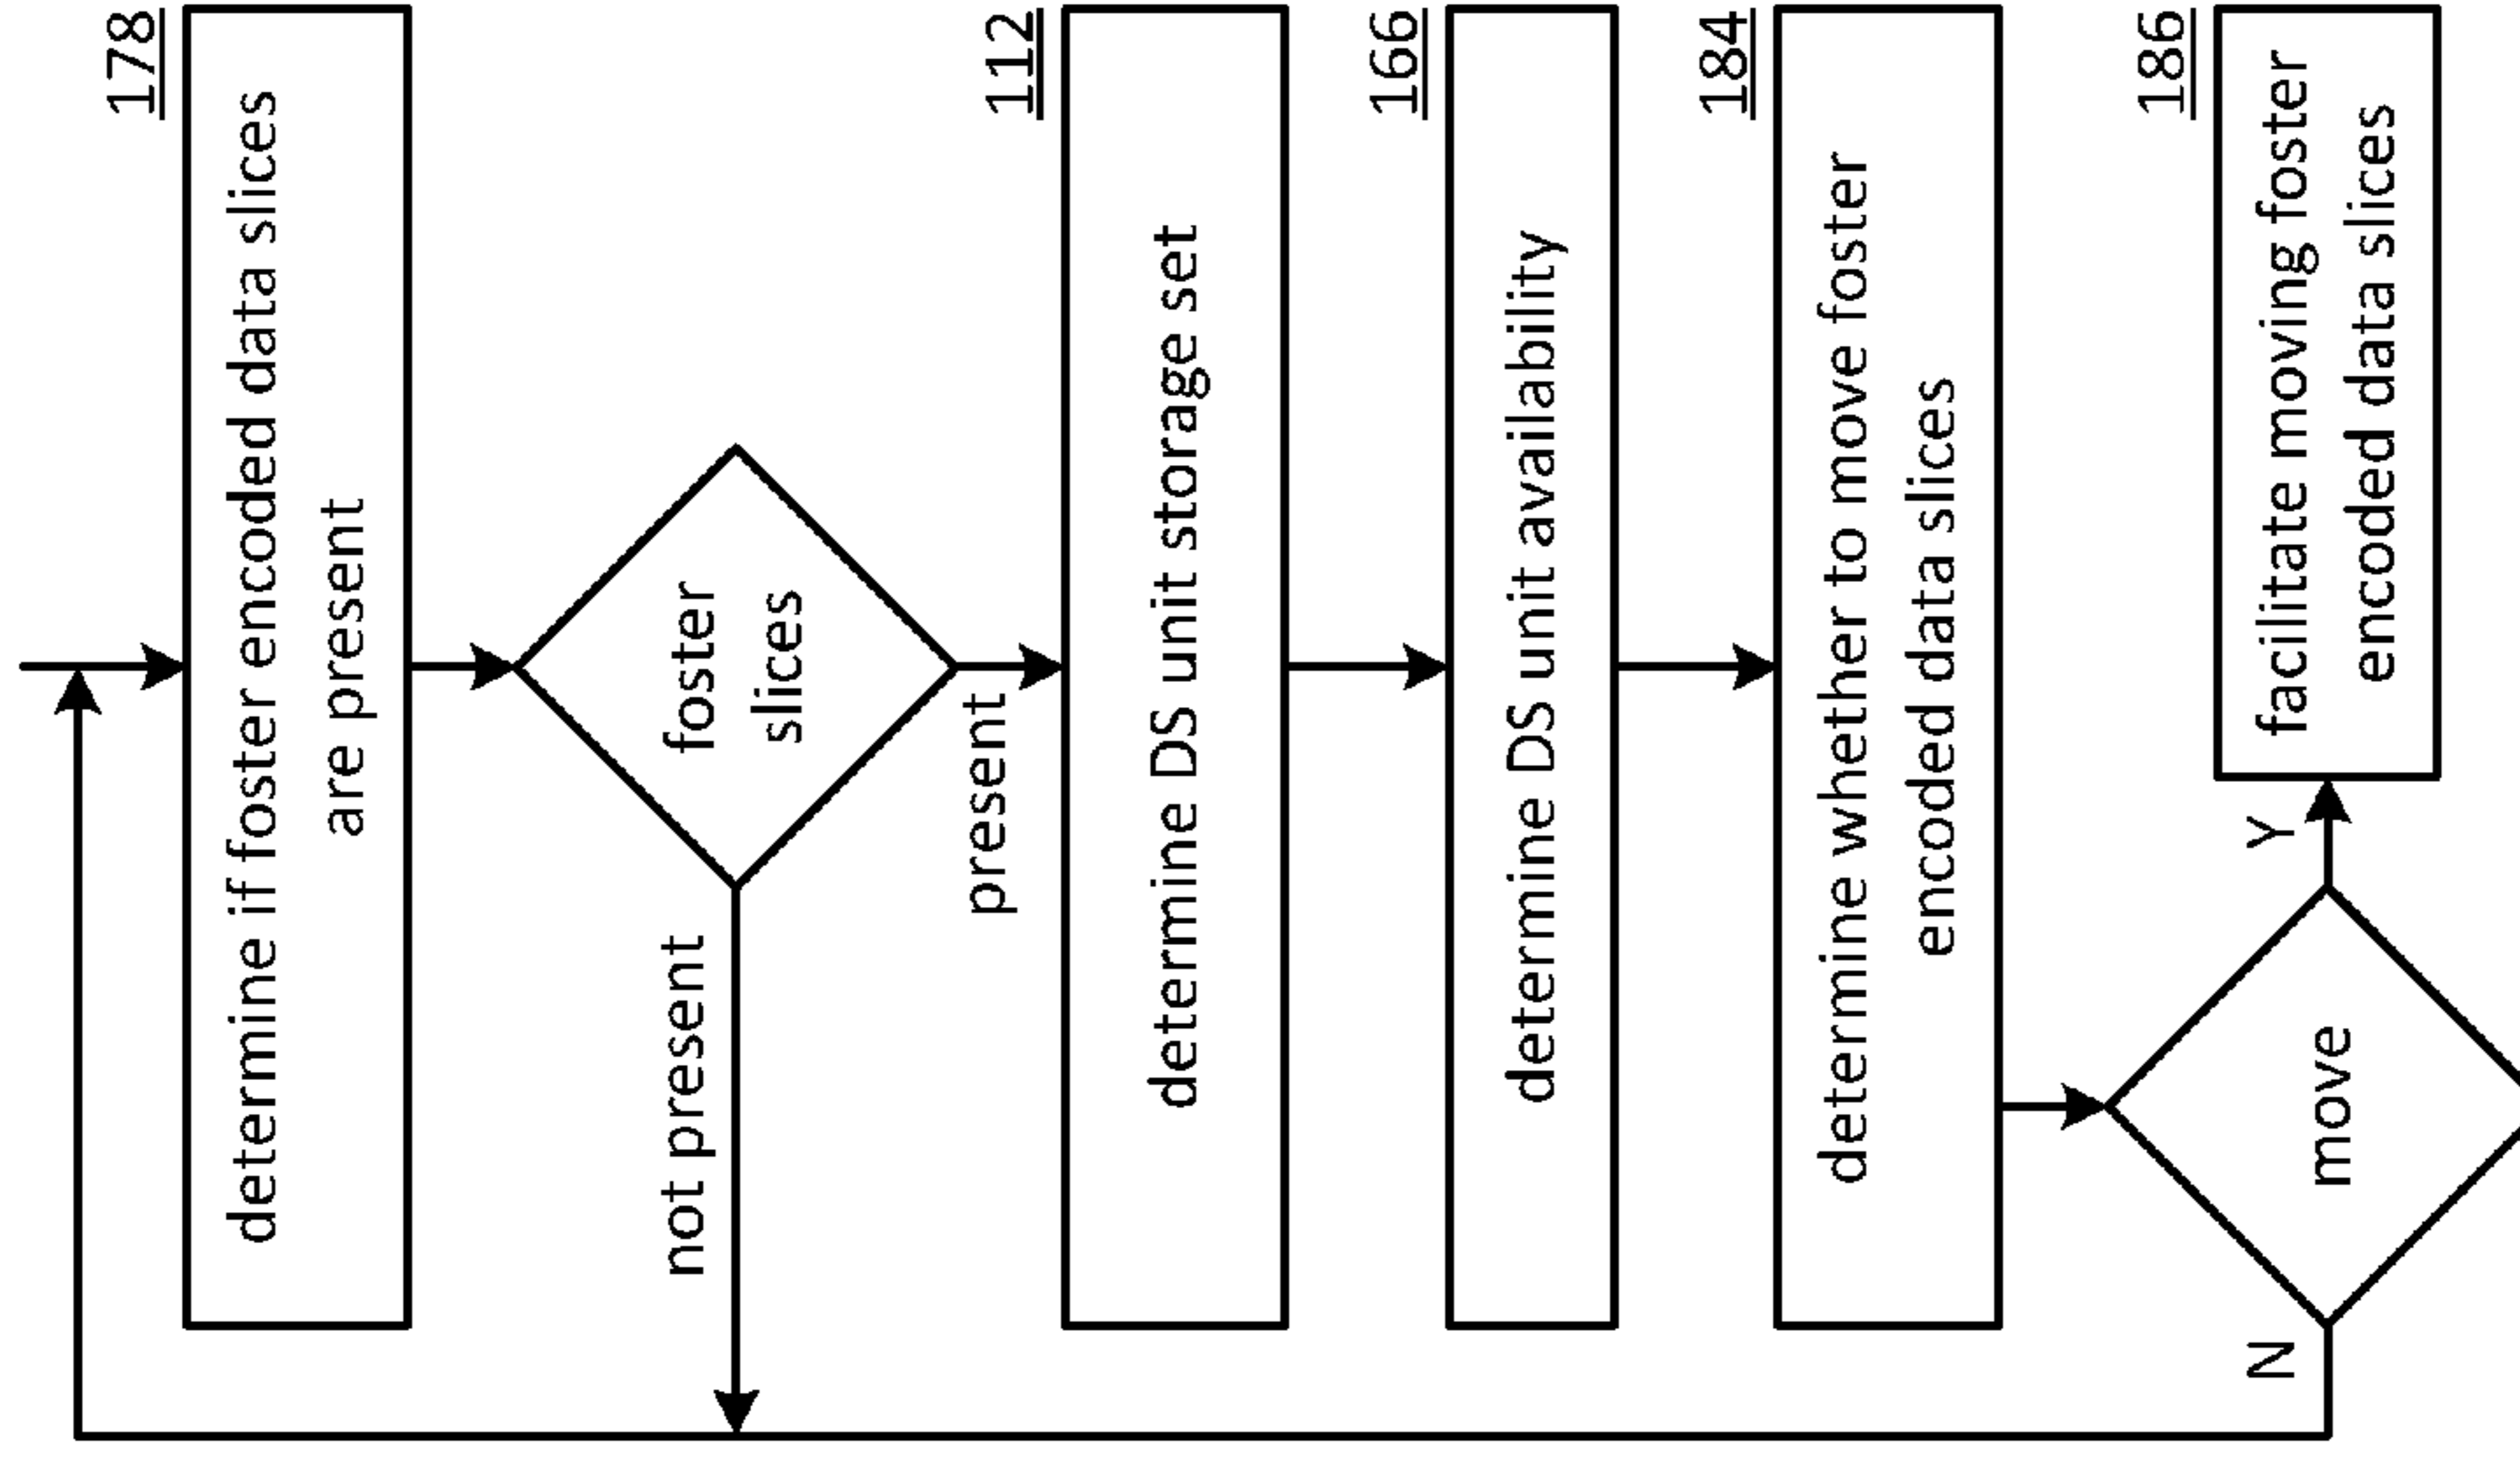 178
determine if foster encoded data slices
are present
foster
slices
not present
present
112
determine DS unit storage set
166
determine DS unit availability
184
determine whether to move foster
encoded data slices
move
N
Y
186
facilitate moving foster
encoded data slices